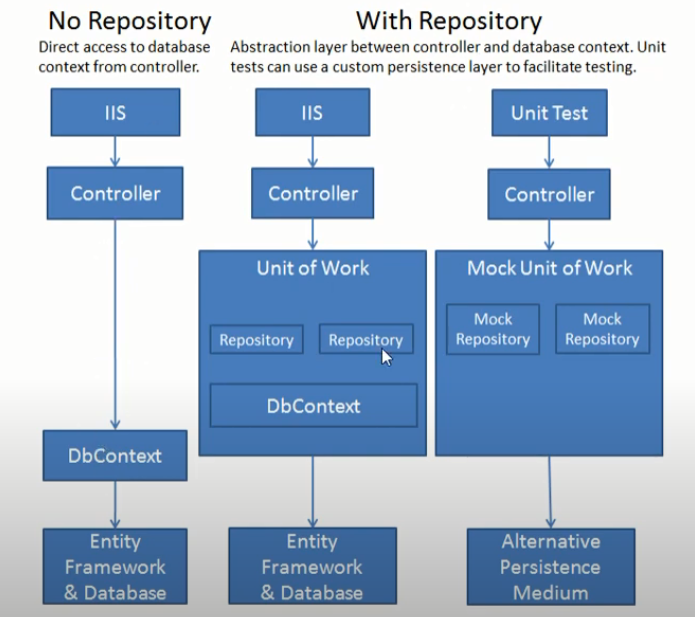 No Repository
Direct access to database
context from controller.
With Repository
Abstraction layer between controller and database context. Unit
tests can use a custom persistence layer to facilitate testing.
IIS
Controller
DbContext
Entity
Framework
& Database
IIS
Controller
Unit of Work
Repository
Repository
DbContext
Entity
Framework
& Database
Unit Test
Controller
Mock Unit of Work
Mock
Repository
Mock
Repository
Alternative
Persistence
Medium